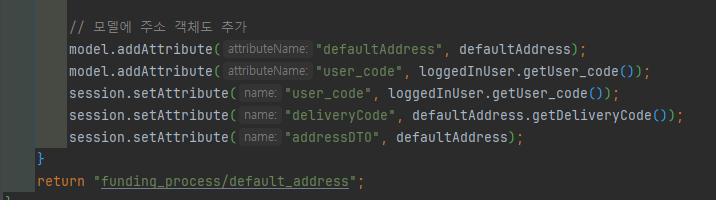 // 모델에 주소 객체도 추가
model.addAttribute( attributeName: "defaultAddress", defaultAddress);
model.addAttribute( attributeName: "user_code", loggedInUser.getUser_code());
session.setAttribute( name: "user_code", loggedInUser.getUser_code());
session.setAttribute( name: "deliveryCode", defaultAddress.getDeliveryCode());
session.setAttribute( name: "addressDTO", defaultAddress);
}
return "funding_process/default_address";